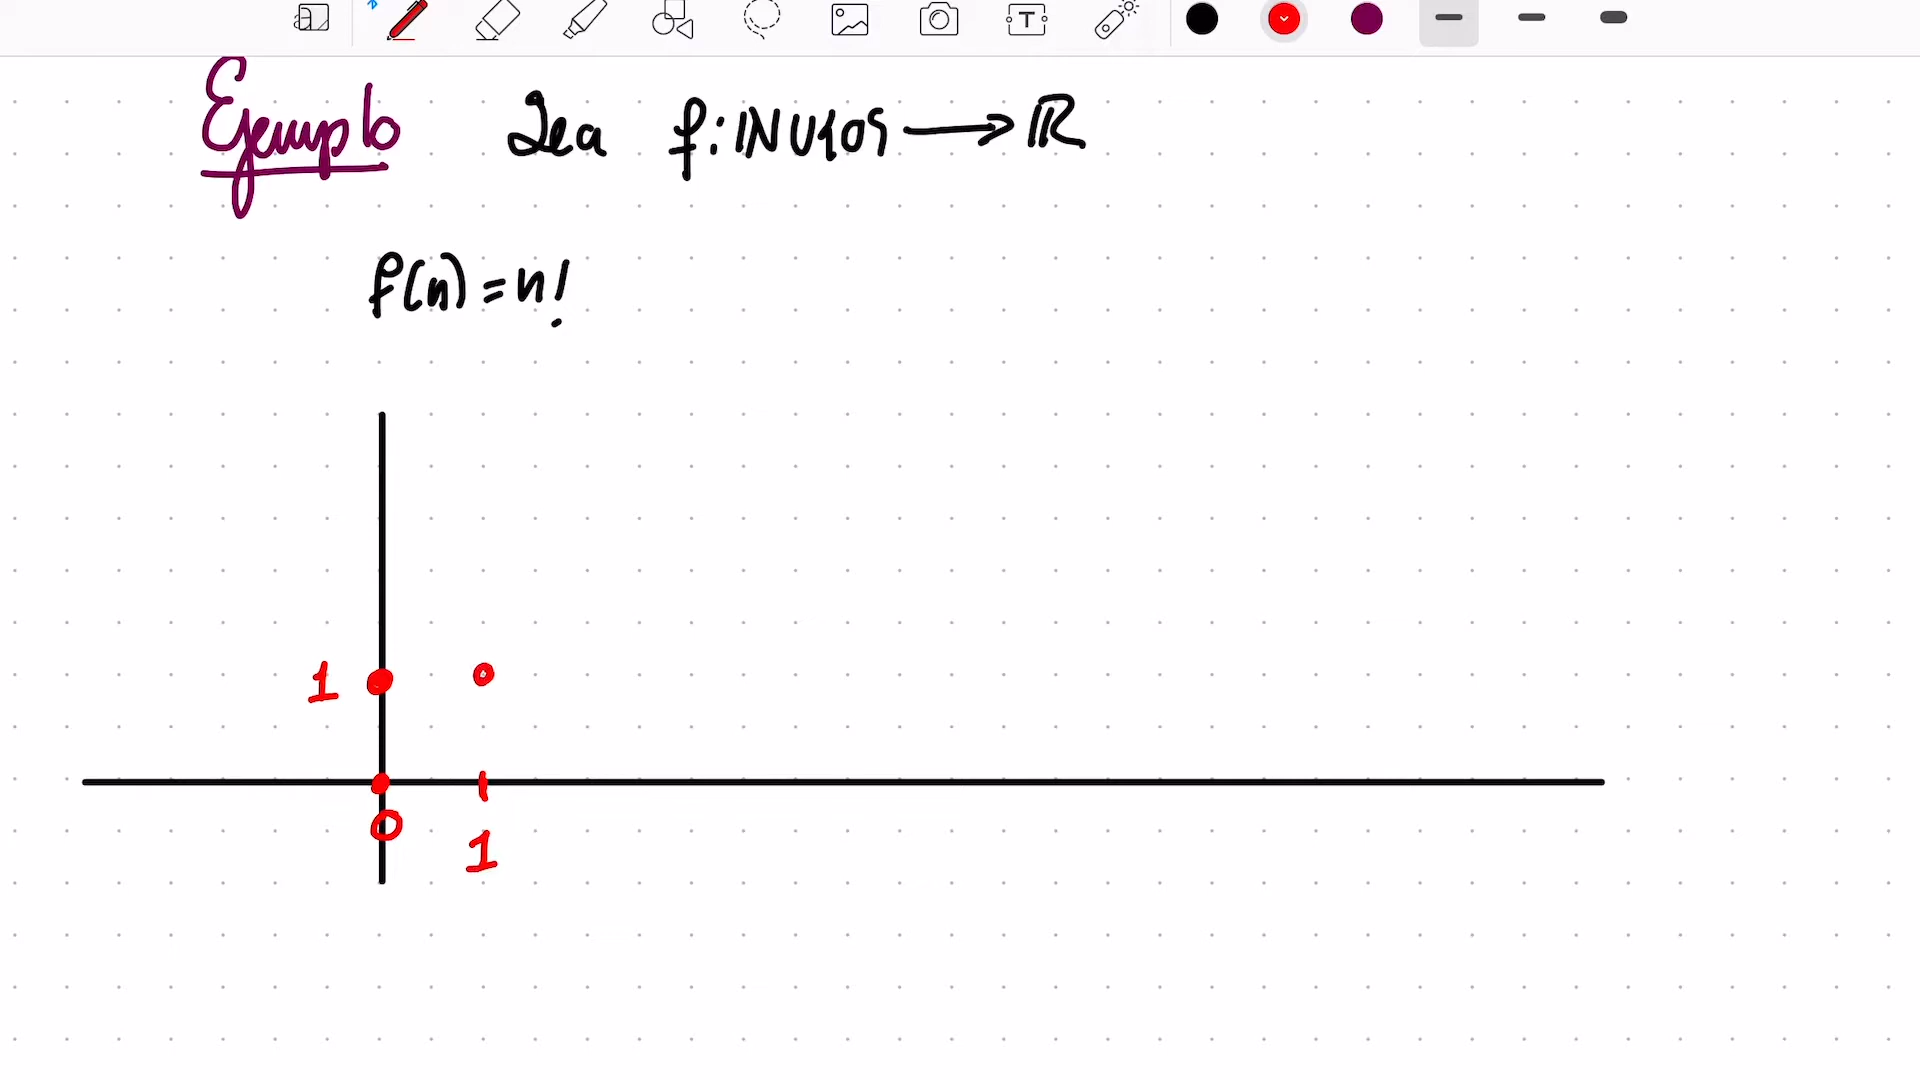 Ejemplo Sea f: ℕ ∪ {0} ⟶ ℝ
f(n) = n!
1
0
1